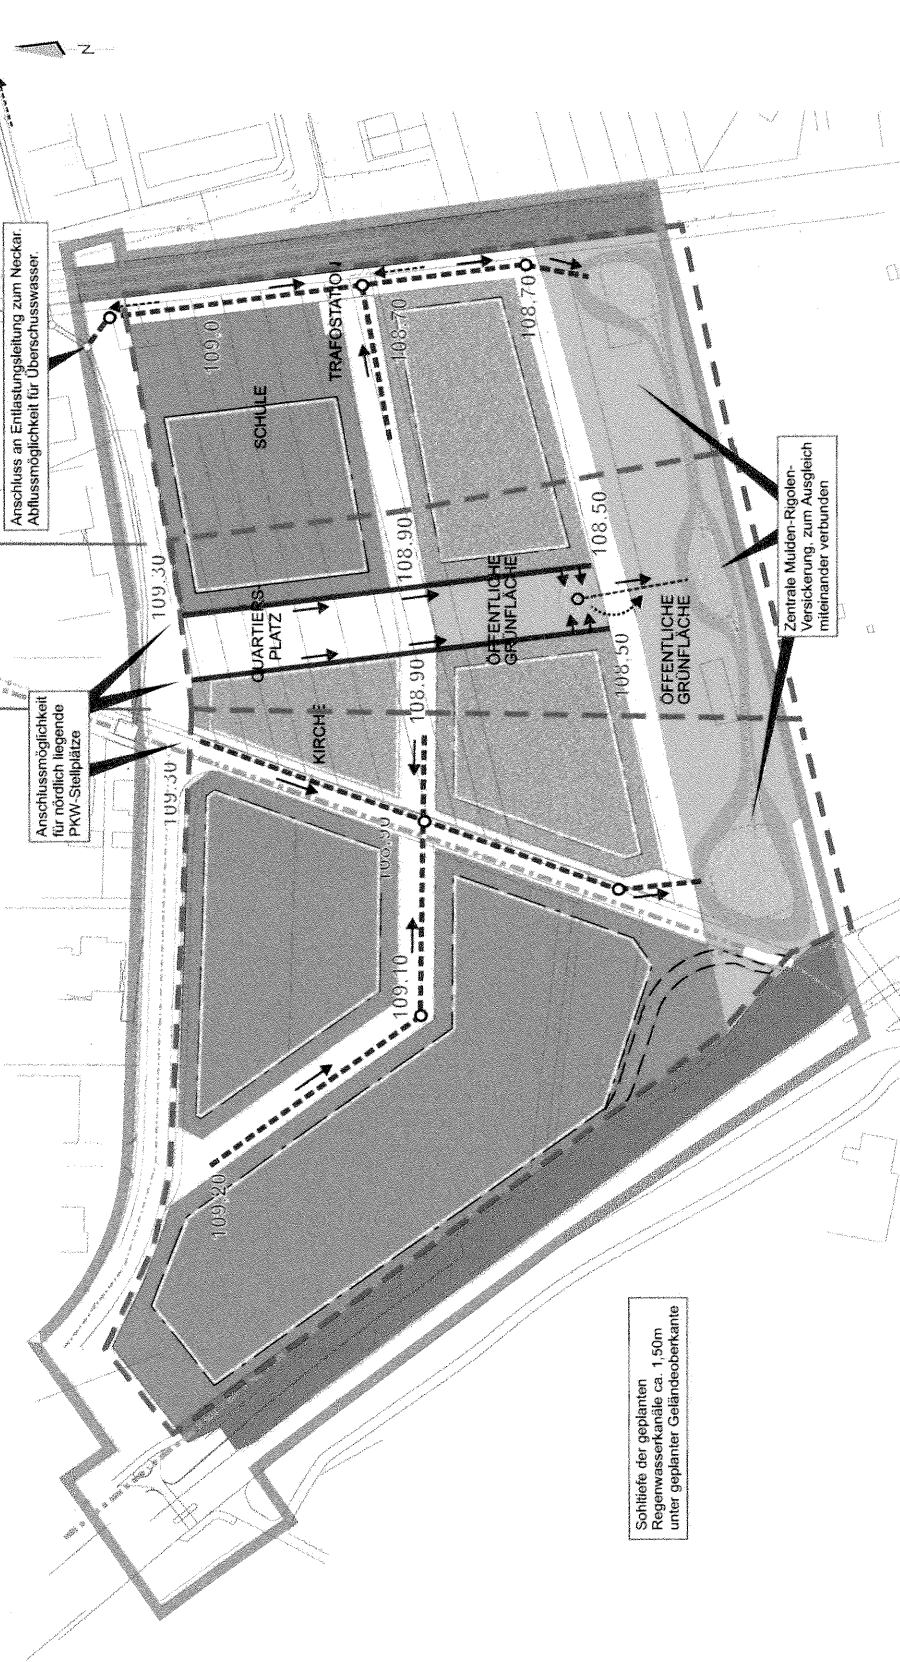 N
Anschluss an Entlastungsleitung zum Neckar.
Abflussmöglichkeit für Überschusswasser.
Anschlussmöglichkeit
für nördlich liegende
PKW-Stellplätze
109.30
109.30
109.20
109.10
108.90
108.90
108.90
108.70
108.70
108.50
108.50
SCHULE
TRAFOSTATION
QUARTIERS-
PLATZ
KIRCHE
ÖFFENTLICHE
GRÜNFLÄCHE
ÖFFENTLICHE
GRÜNFLÄCHE
Zentrale Mulden-Rigolen-
Versickerung, zum Ausgleich
miteinander verbunden
Sohltiefe der geplanten
Regenwasserkanäle ca. 1,50m
unter geplanter Geländeoberkante